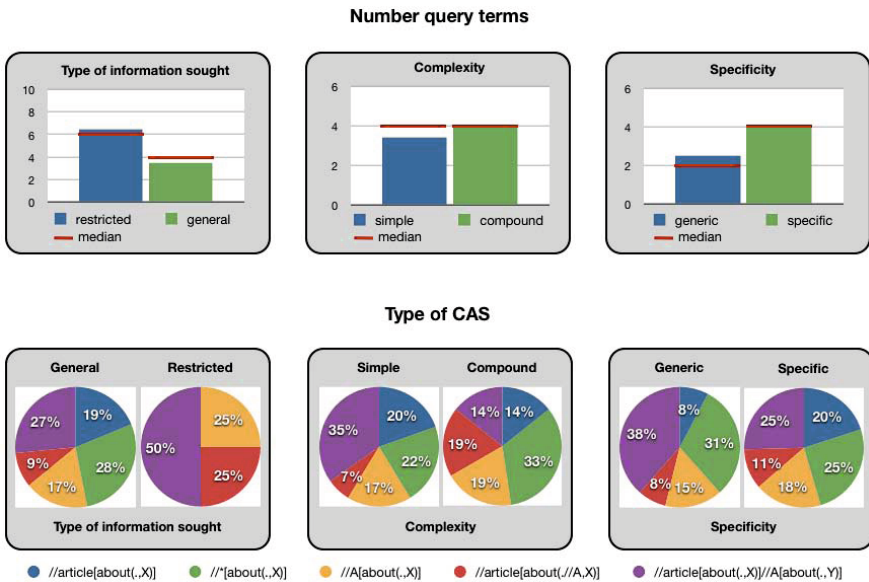 Number query terms
Type of information sought
10
8
6
4
2
0
restricted
general
median
Complexity
6
4
2
0
simple
compound
median
Specificity
6
4
2
0
generic
specific
median
Type of CAS
General
Restricted
19%
28%
17%
9%
27%
25%
25%
50%
Type of information sought
Simple
Compound
20%
22%
17%
7%
35%
14%
33%
19%
19%
14%
Complexity
Generic
Specific
8%
31%
15%
8%
38%
20%
25%
18%
11%
25%
Specificity
//article[about(.,X)]
//*[about(.,X)]
//A[about(.,X)]
//article[about(.//A,X)]
//article[about(.,X)]//A[about(.,Y)]